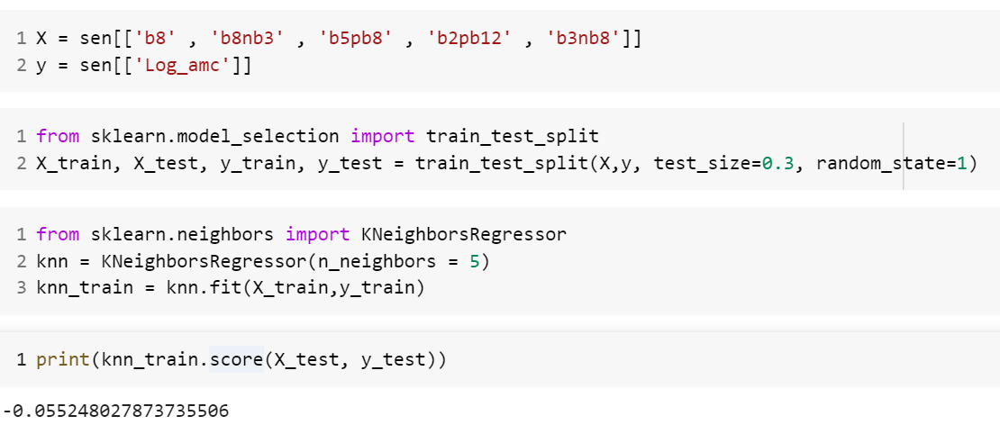 1 X = sen[['b8' , 'b8nb3' , 'b5pb8' , 'b2pb12' , 'b3nb8']]
2 y = sen[['Log_amc']]
1 from sklearn.model_selection import train_test_split
2 X_train, X_test, y_train, y_test = train_test_split(X,y, test_size=0.3, random_state=1)
1 from sklearn.neighbors import KNeighborsRegressor
2 knn = KNeighborsRegressor(n_neighbors = 5)
3 knn_train = knn.fit(X_train,y_train)
1 print(knn_train.score(X_test, y_test))
-0.055248027873735506